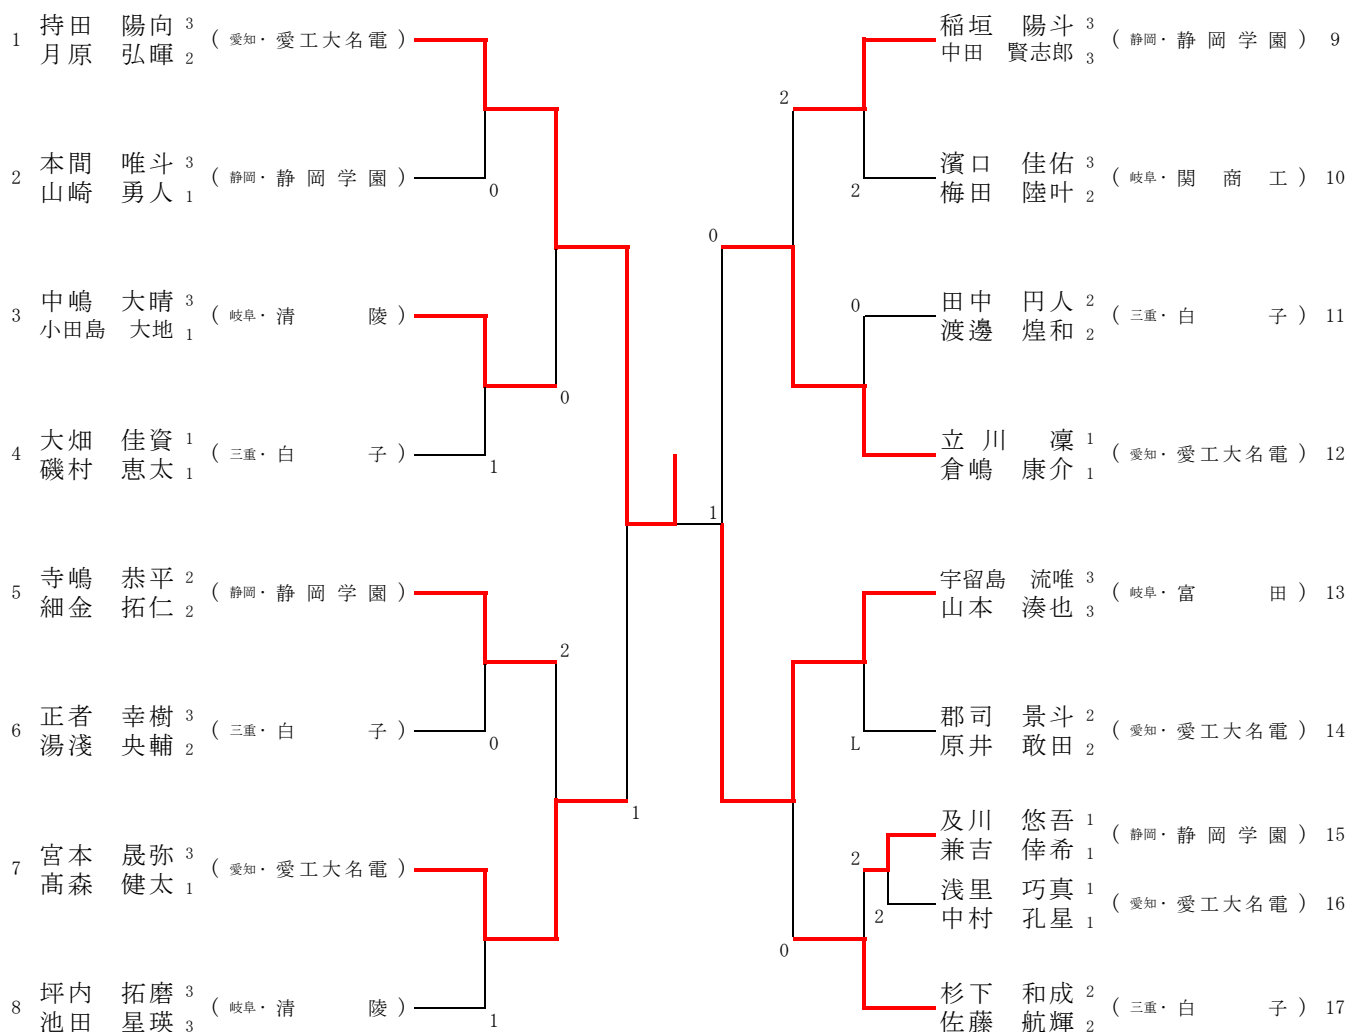 1 持田 陽向 3 ( 愛知・愛工大名電 )
月原 弘暉 2
2 本間 唯斗 3 ( 静岡・静岡学園 )
山崎 勇人 1
0
3 中嶋 大晴 3 ( 岐阜・清陵 )
小田島 大地 1
0
4 大畑 佳資 1 ( 三重・白子 )
磯村 恵太 1
1
5 寺嶋 恭平 2 ( 静岡・静岡学園 )
細金 拓仁 2
2
6 正者 幸樹 3 ( 三重・白子 )
湯淺 央輔 2
0
1
7 宮本 晟弥 3 ( 愛知・愛工大名電 )
髙森 健太 1
8 坪内 拓磨 3 ( 岐阜・清陵 )
池田 星瑛 3
1
1
稲垣 陽斗 3 ( 静岡・静岡学園 ) 9
中田 賢志郎 3
2
濱口 佳佑 3 ( 岐阜・関商工 ) 10
梅田 陸叶 2
2
0
田中 円人 2 ( 三重・白子 ) 11
渡邊 煌和 2
0
立川 凜 1 ( 愛知・愛工大名電 ) 12
倉嶋 康介 1
宇留島 流唯 3 ( 岐阜・富田 ) 13
山本 湊也 3
郡司 景斗 2 ( 愛知・愛工大名電 ) 14
原井 敢田 2
L
及川 悠吾 1 ( 静岡・静岡学園 ) 15
兼吉 倖希 1
2
浅里 巧真 1 ( 愛知・愛工大名電 ) 16
中村 孔星 1
2
0
杉下 和成 2 ( 三重・白子 ) 17
佐藤 航輝 2